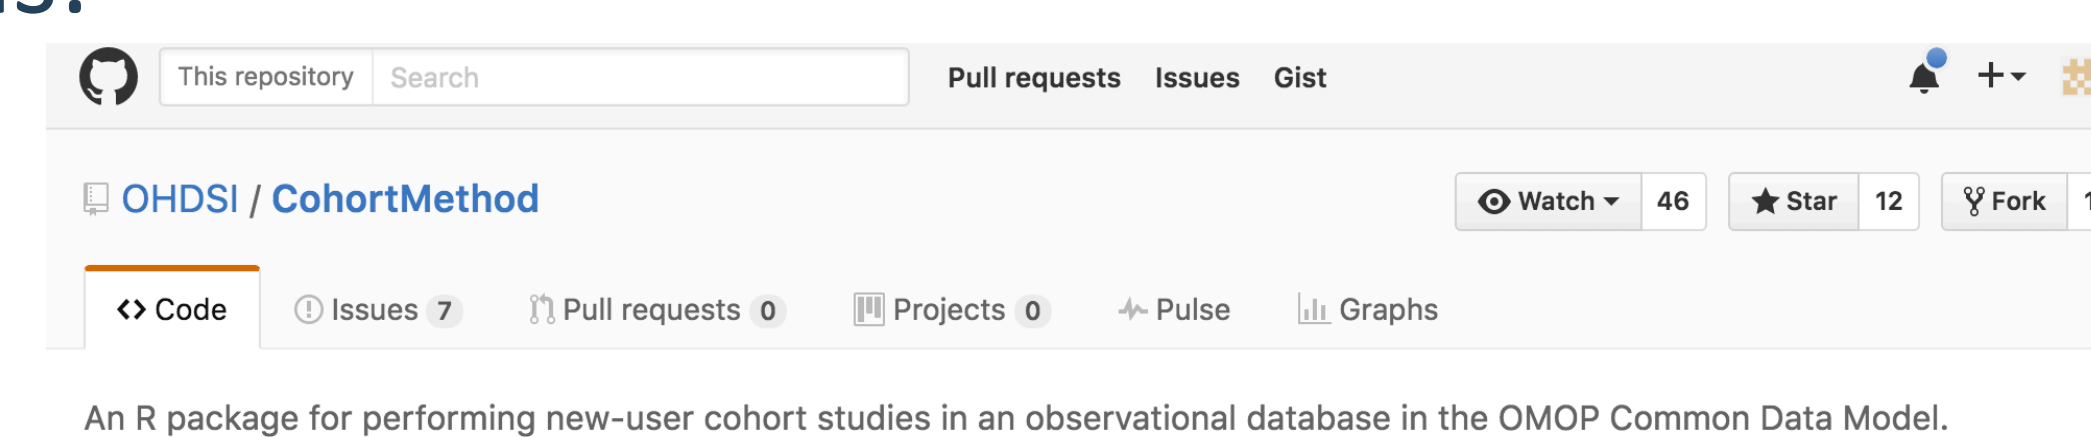 This repository Search Pull requests Issues Gist
OHDSI / CohortMethod Watch 46 Star 12 Fork
Code Issues 7 Pull requests 0 Projects 0 Pulse Graphs
An R package for performing new-user cohort studies in an observational database in the OMOP Common Data Model.